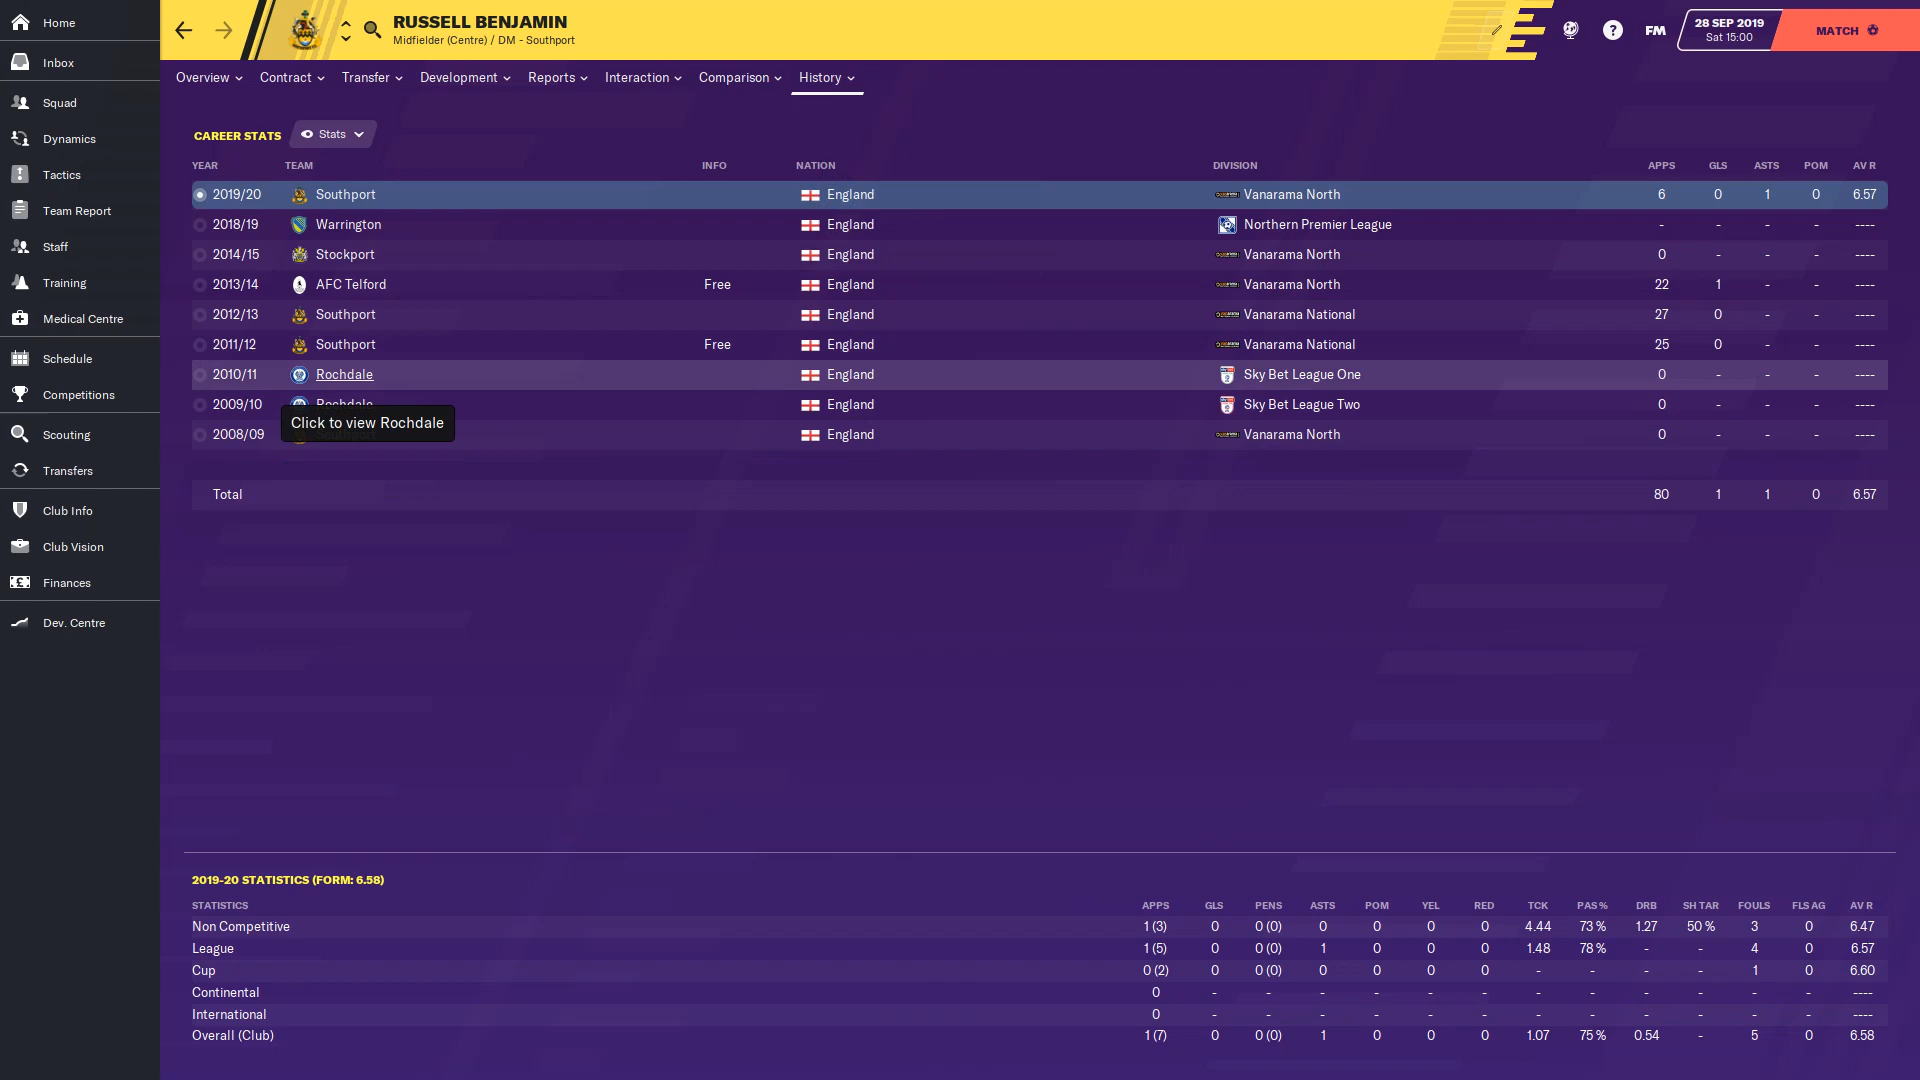 Home
Inbox
Squad
Dynamics
Tactics
Team Report
Staff
Training
Medical Centre
Schedule
Competitions
Scouting
Transfers
Club Info
Club Vision
Finances
Dev. Centre
RUSSELL BENJAMIN
Midfielder (Centre) / DM - Southport
? FM 28 SEP 2019 MATCH
Sat 15:00
Overview Contract Transfer Development Reports Interaction Comparison History
CAREER STATS Stats
YEAR TEAM INFO NATION DIVISION APPS GLS ASTS POM AV R
2019/20 Southport England Vanarama North 6 0 1 0 6.57
2018/19 Warrington England Northern Premier League - - - - ----
2014/15 Stockport England Vanarama North 0 - - - ----
2013/14 AFC Telford Free England Vanarama North 22 1 - - ----
2012/13 Southport England Vanarama National 27 0 - - ----
2011/12 Southport Free England Vanarama National 25 0 - - ----
2010/11 Rochdale England Sky Bet League One 0 - - - ----
2009/10 Rochdale England Sky Bet League Two 0 - - - ----
Click to view Rochdale
2008/09 Southport England Vanarama North 0 - - - ----
Total 80 1 1 0 6.57
2019-20 STATISTICS (FORM: 6.58)
STATISTICS APPS GLS PENS ASTS POM YEL RED TCK PAS % DRB SH TAR FOULS FLS AG AV R
Non Competitive 1 (3) 0 0 (0) 0 0 0 0 4.44 73 % 1.27 50 % 3 0 6.47
League 1 (5) 0 0 (0) 1 0 0 0 1.48 78 % - - 4 0 6.57
Cup 0 (2) 0 0 (0) 0 0 0 0 - - - - 1 0 6.60
Continental 0 - - - - - - - - - - - - ----
International 0 - - - - - - - - - - - - ----
Overall (Club) 1 (7) 0 0 (0) 1 0 0 0 1.07 75 % 0.54 - 5 0 6.58